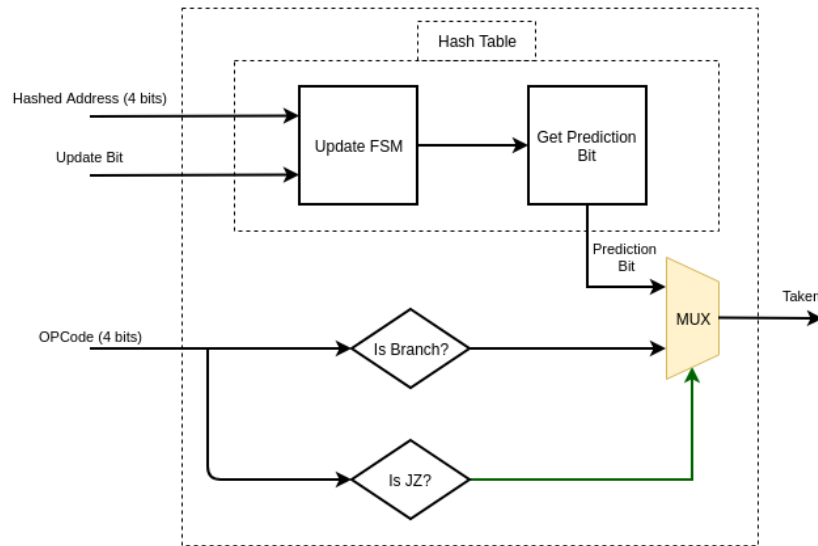 Hash Table
Hashed Address (4 bits)
Update FSM
Get Prediction
Bit
Update Bit
Prediction
Bit
Taken
MUX
OPCode (4 bits)
Is Branch?
Is JZ?